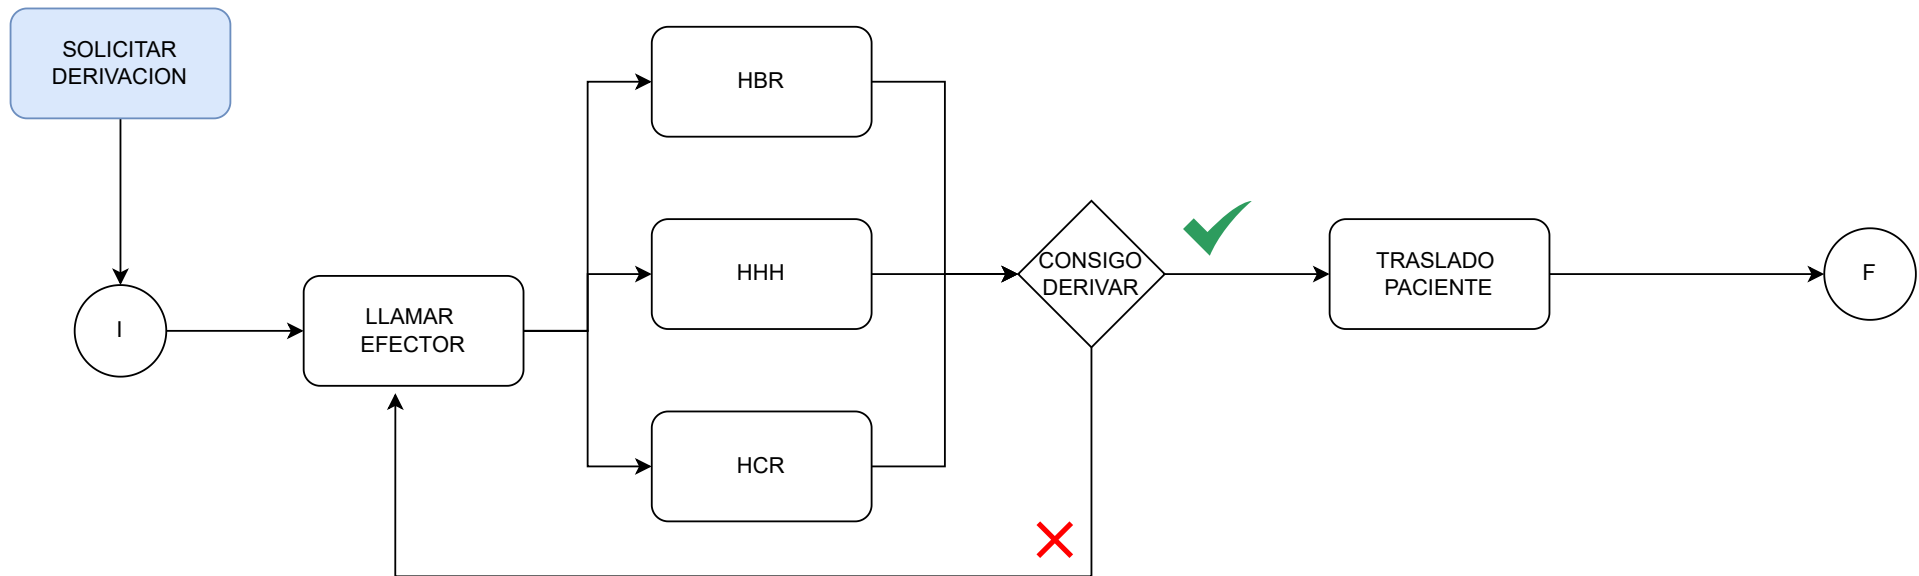 SOLICITAR
DERIVACION
I
LLAMAR
EFECTOR
HBR
HHH
HCR
CONSIGO
DERIVAR
TRASLADO
PACIENTE
F